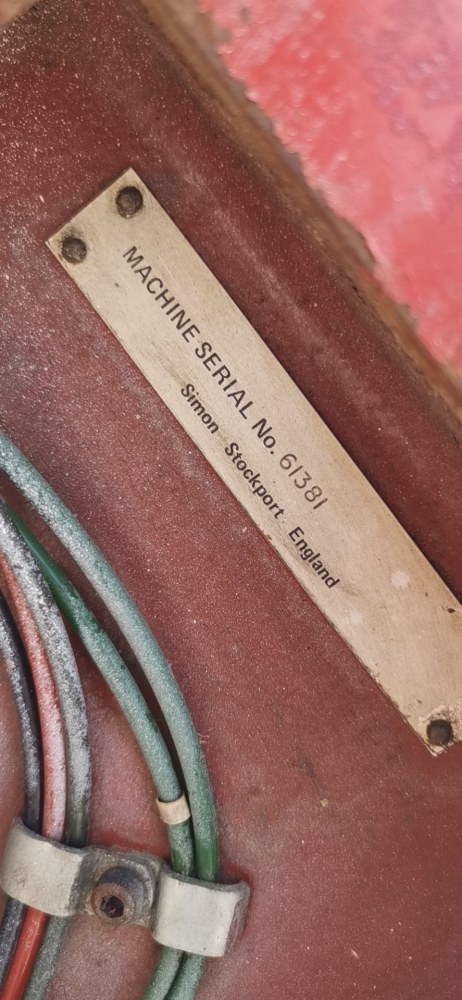 MACHINE SERIAL No. 61381
Simon Stockport England